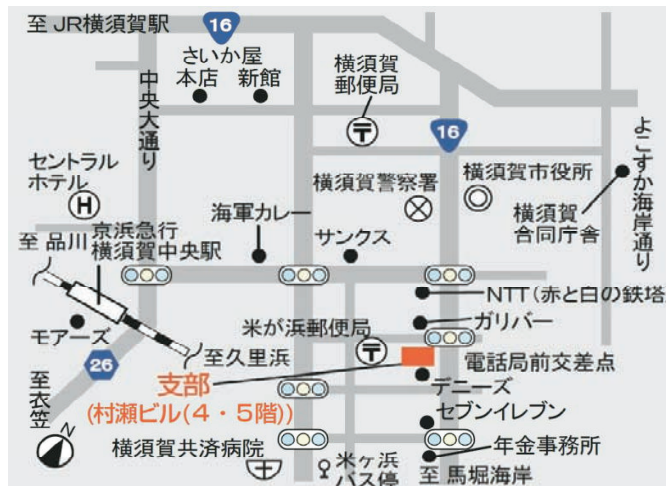 至 JR横須賀駅
16
さいか屋
本店 新館
中央大通り
横須賀
郵便局
〒
16
よこすか海岸通り
セントラル
ホテル
H
横須賀警察署
横須賀市役所
横須賀
合同庁舎
海軍カレー
サンクス
至 品川
京浜急行
横須賀中央駅
NTT(赤と白の鉄塔)
モアーズ
米が浜郵便局
〒
ガリバー
至久里浜
電話局前交差点
26
至衣笠
支部
(村瀬ビル(4・5階))
デニーズ
セブンイレブン
N
横須賀共済病院
米ヶ浜
バス停
年金事務所
至 馬堀海岸